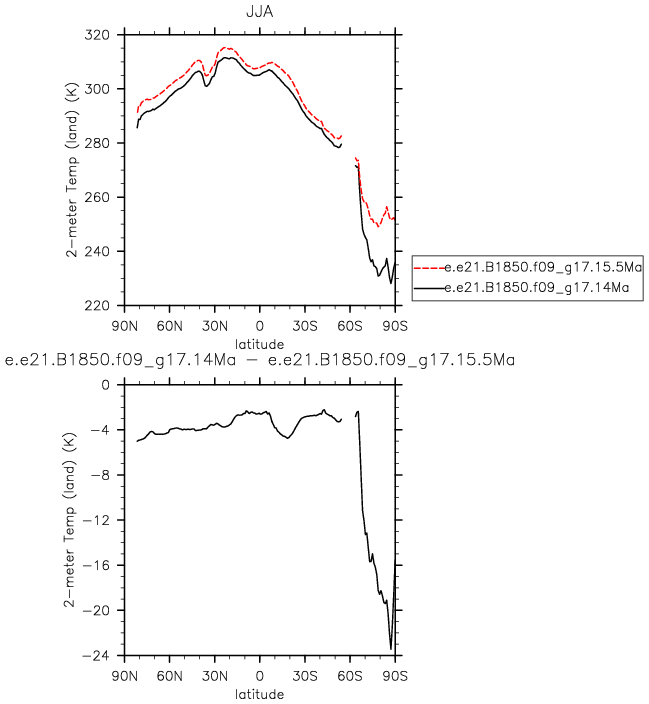 JJA
320
300
280
260
240
220
2-meter Temp (land) (K)
90N 60N 30N 0 30S 60S 90S
latitude
e.e21.B1850.f09_g17.15.5Ma
e.e21.B1850.f09_g17.14Ma
e.e21.B1850.f09_g17.14Ma - e.e21.B1850.f09_g17.15.5Ma
0
-4
-8
-12
-16
-20
-24
2-meter Temp (land) (K)
90N 60N 30N 0 30S 60S 90S
latitude